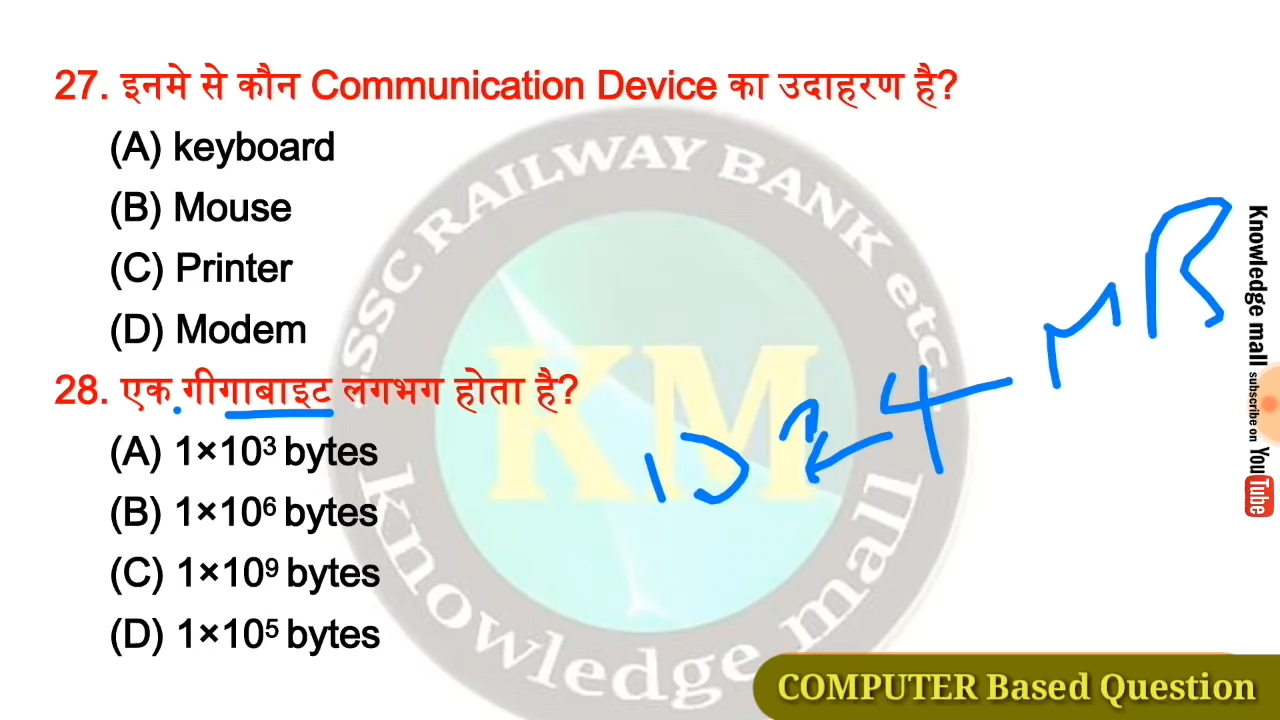 27. इनमे से कौन Communication Device का उदाहरण है?
(A) keyboard
(B) Mouse
(C) Printer
(D) Modem
28. एक गीगाबाइट लगभग होता है?
(A) 1×10³ bytes
(B) 1×10⁶ bytes
(C) 1×10⁹ bytes
(D) 1×10⁵ bytes
1024 MB
SSC RAILWAY BANK etc.
KM
knowledge mall
Knowledge mall subscribe on YouTube
COMPUTER Based Question